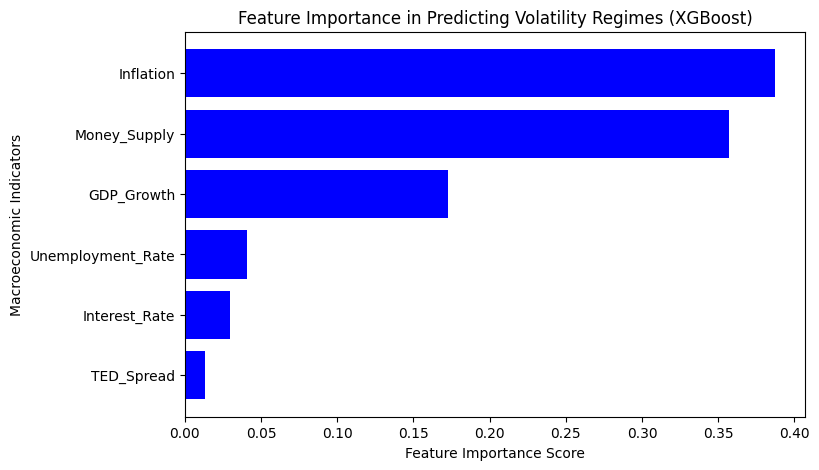 Feature Importance in Predicting Volatility Regimes (XGBoost)
Macroeconomic Indicators
Inflation
Money_Supply
GDP_Growth
Unemployment_Rate
Interest_Rate
TED_Spread
0.00 0.05 0.10 0.15 0.20 0.25 0.30 0.35 0.40
Feature Importance Score